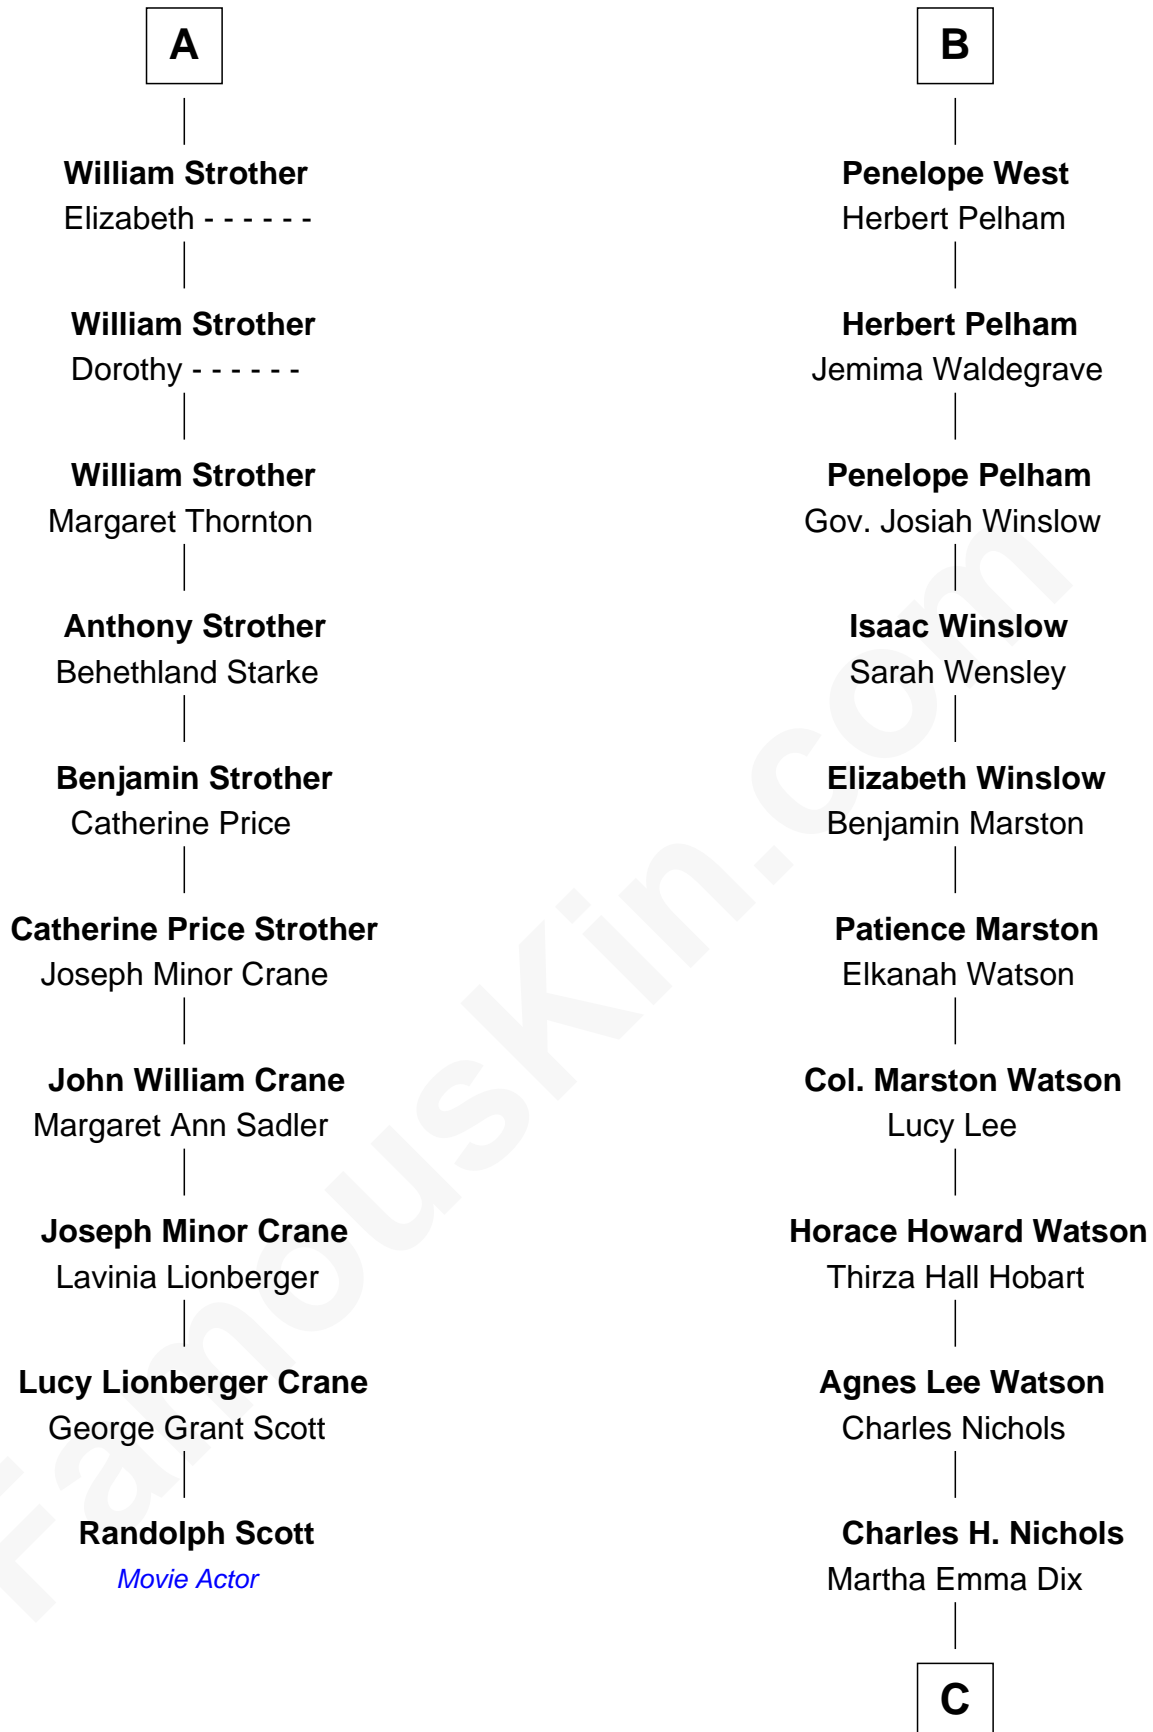 A
William Strother
Elizabeth - - - - - -
William Strother
Dorothy - - - - - -
William Strother
Margaret Thornton
Anthony Strother
Behethland Starke
Benjamin Strother
Catherine Price
Catherine Price Strother
Joseph Minor Crane
John William Crane
Margaret Ann Sadler
Joseph Minor Crane
Lavinia Lionberger
Lucy Lionberger Crane
George Grant Scott
Randolph Scott
Movie Actor
B
Penelope West
Herbert Pelham
Herbert Pelham
Jemima Waldegrave
Penelope Pelham
Gov. Josiah Winslow
Isaac Winslow
Sarah Wensley
Elizabeth Winslow
Benjamin Marston
Patience Marston
Elkanah Watson
Col. Marston Watson
Lucy Lee
Horace Howard Watson
Thirza Hall Hobart
Agnes Lee Watson
Charles Nichols
Charles H. Nichols
Martha Emma Dix
C
FamousKin.com